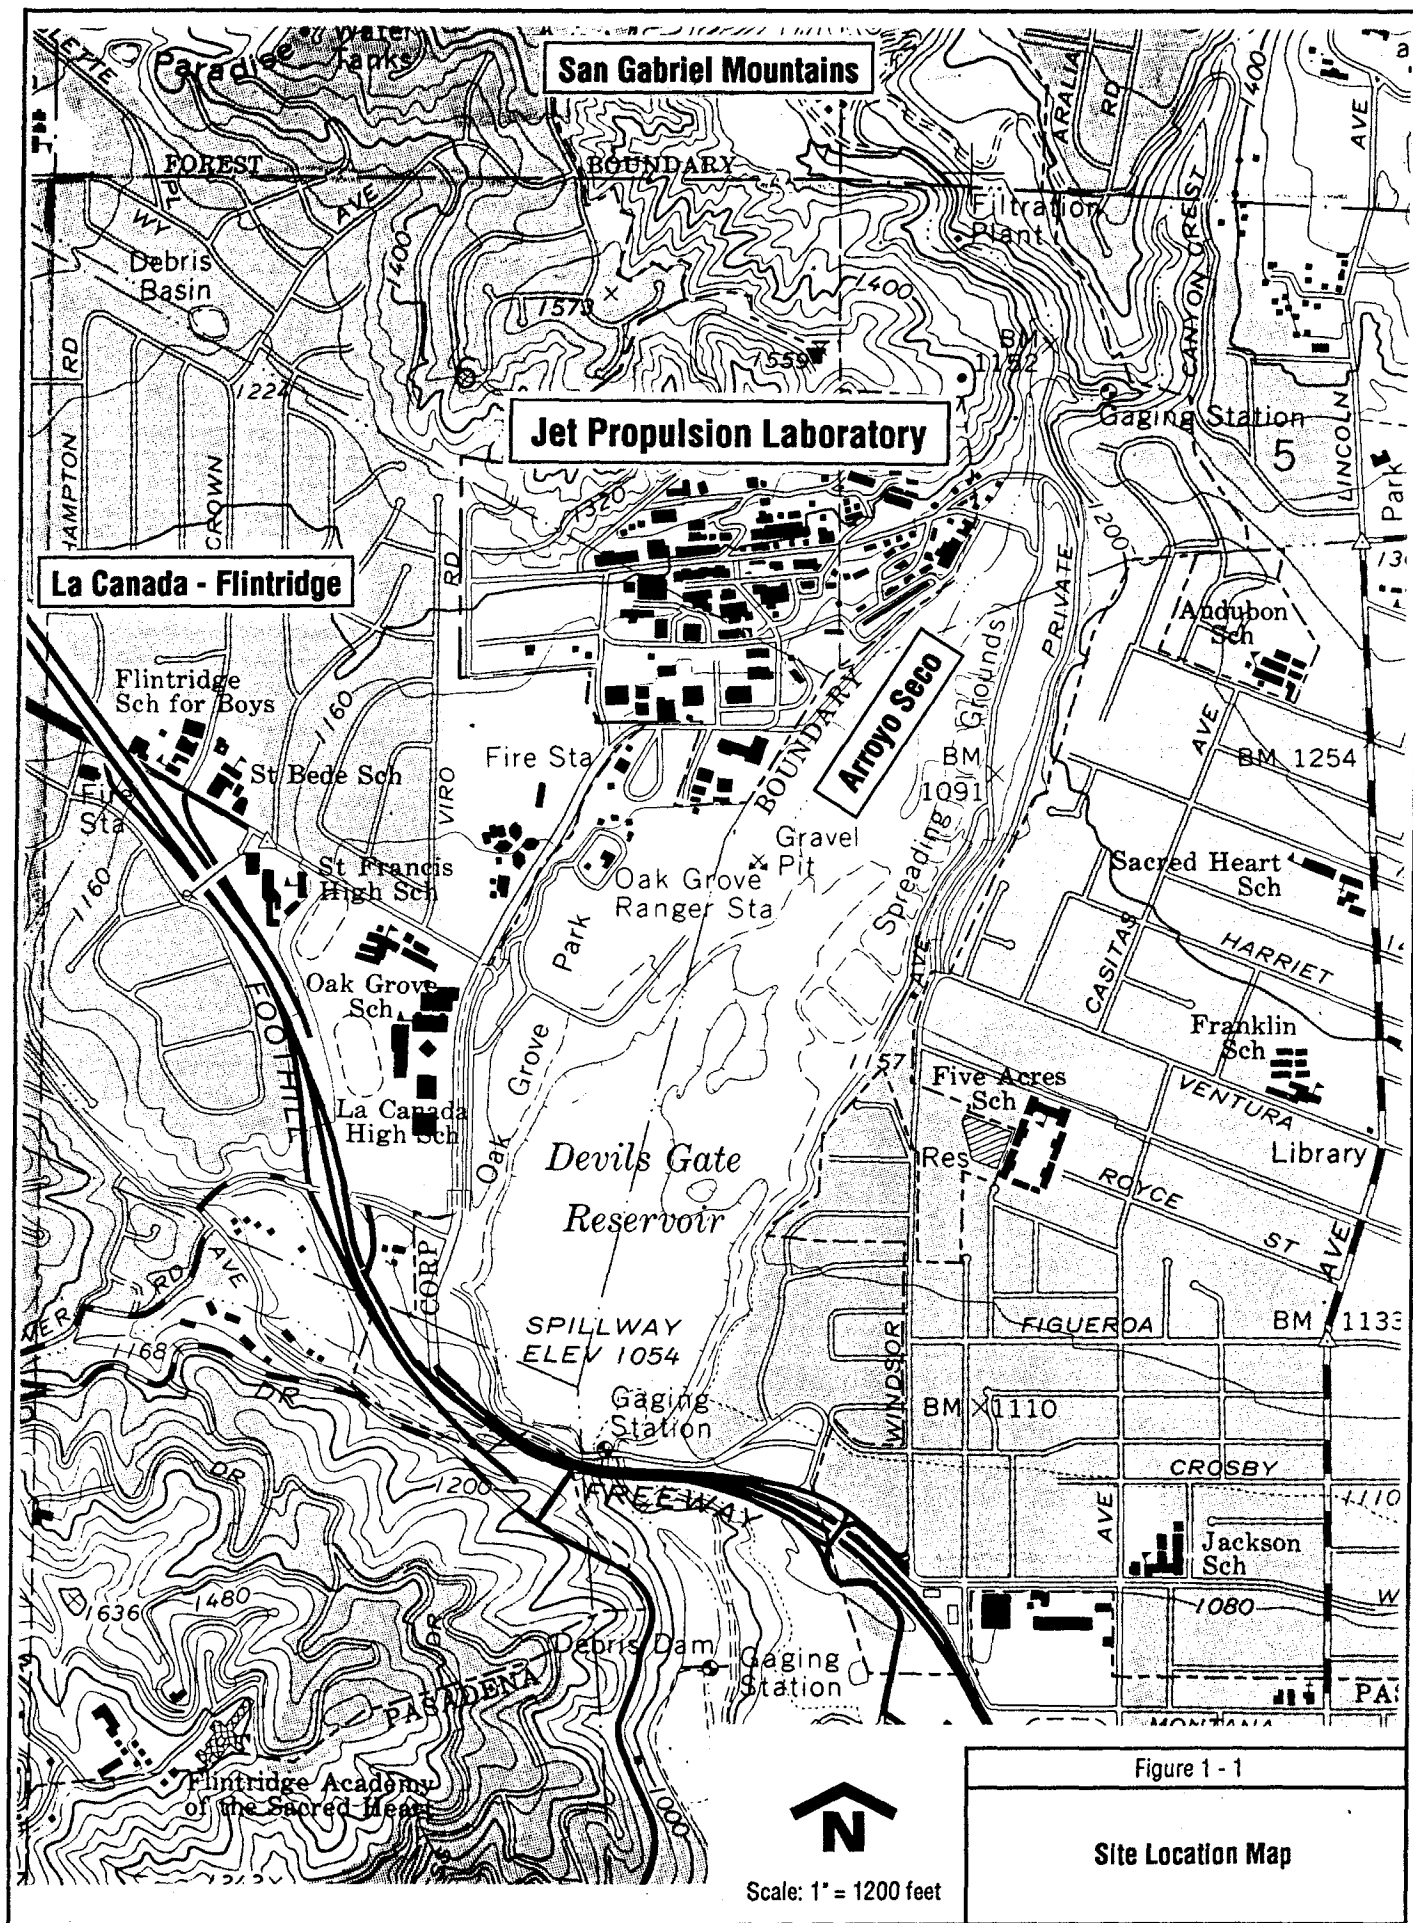 Water
Tanks
Paradise
San Gabriel Mountains
ARALIA
RD
1400
AVE
FOREST
BOUNDARY
PL
WY
AVE
1400
Filtration
Plant
CANYON CREST
Debris
Basin
1573
1400
BM
1152
1559
RD
1224
Jet Propulsion Laboratory
Gaging Station
5
LINCOLN
Park
CROWN
1320
1200
RD
PRIVATE
La Canada - Flintridge
Audubon
Sch
Arroyo Seco
Grounds
Flintridge
Sch for Boys
1160
BOUNDARY
AVE
BM 1254
Fire Sta
St Bede Sch
BM
1091
Fire
Sta
VIRO
Gravel
Pit
Spreading
St Francis
High Sch
Oak Grove
Ranger Sta
Sacred Heart
Sch
1160
Park
CASITAS
HARRIET
AVE
Oak Grove
Sch
FOOTHILL
Franklin
Sch
Grove
1157
Five Acres
Sch
VENTURA
La Canada
High Sch
Oak
Devils Gate
Reservoir
Res
Library
ROYCE
ST
AVE
AVE
RD
CORP
SPILLWAY
ELEV 1054
WINDSOR
FIGUEROA
BM 1133
1168
DR
Gaging
Station
BM 1110
DR
1200
FREEWAY
CROSBY
1110
AVE
Jackson
Sch
1636
1480
1080
W
DR
Debris Dam
Gaging
Station
PASADENA
PAS
MONTANA
Flintridge Academy
of the Sacred Heart
1000
Figure 1 - 1
N
Site Location Map
Scale: 1" = 1200 feet